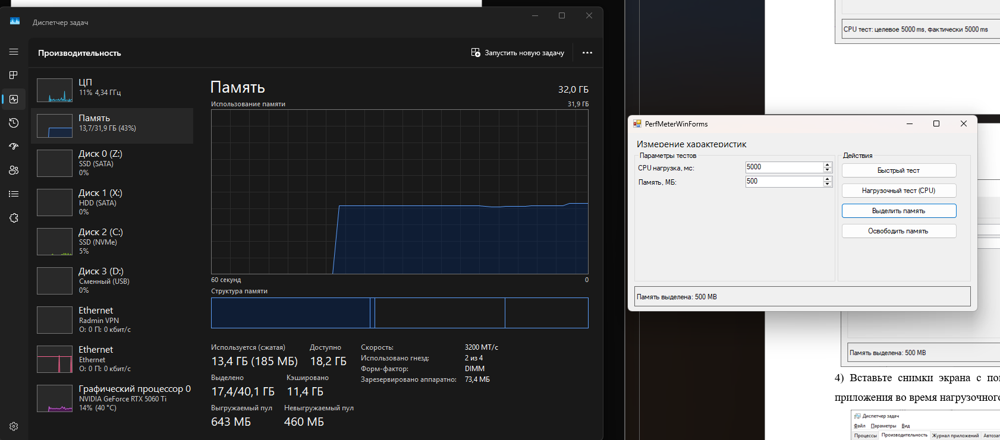 Диспетчер задач
Производительность
Запустить новую задачу
ЦП
11% 4,34 ГГц
Память
13,7/31,9 ГБ (43%)
Диск 0 (Z:)
SSD (SATA)
0%
Диск 1 (X:)
HDD (SATA)
0%
Диск 2 (C:)
SSD (NVMe)
5%
Диск 3 (D:)
Сменный (USB)
0%
Ethernet
Radmin VPN
О: 0 П: 0 кбит/с
Ethernet
Ethernet
О: 0 П: 0 кбит/с
Графический процессор 0
NVIDIA GeForce RTX 5060 Ti
14% (40 °C)
Память
32,0 ГБ
Использование памяти
31,9 ГБ
60 секунд
0
Структура памяти
Используется (сжатая)
Доступно
13,4 ГБ (185 МБ)
18,2 ГБ
Выделено
Кэшировано
17,4/40,1 ГБ
11,4 ГБ
Выгружаемый пул
Невыгружаемый пул
643 МБ
460 МБ
Скорость:
3200 МТ/с
Использовано гнезд:
2 из 4
Форм-фактор:
DIMM
Зарезервировано аппаратно:
73,4 МБ
CPU тест: целевое 5000 ms, фактически 5000 ms
PerfMeterWinForms
Измерение характеристик
Параметры тестов
CPU нагрузка, мс:
5000
Память, МБ:
500
Действия
Быстрый тест
Нагрузочный тест (CPU)
Выделить память
Освободить память
Память выделена: 500 MB
Память выделена: 500 MB
4) Вставьте снимки экрана с
приложения во время
Диспетчер задач
Файл Параметры Вид
Процессы Производительность Журнал приложений